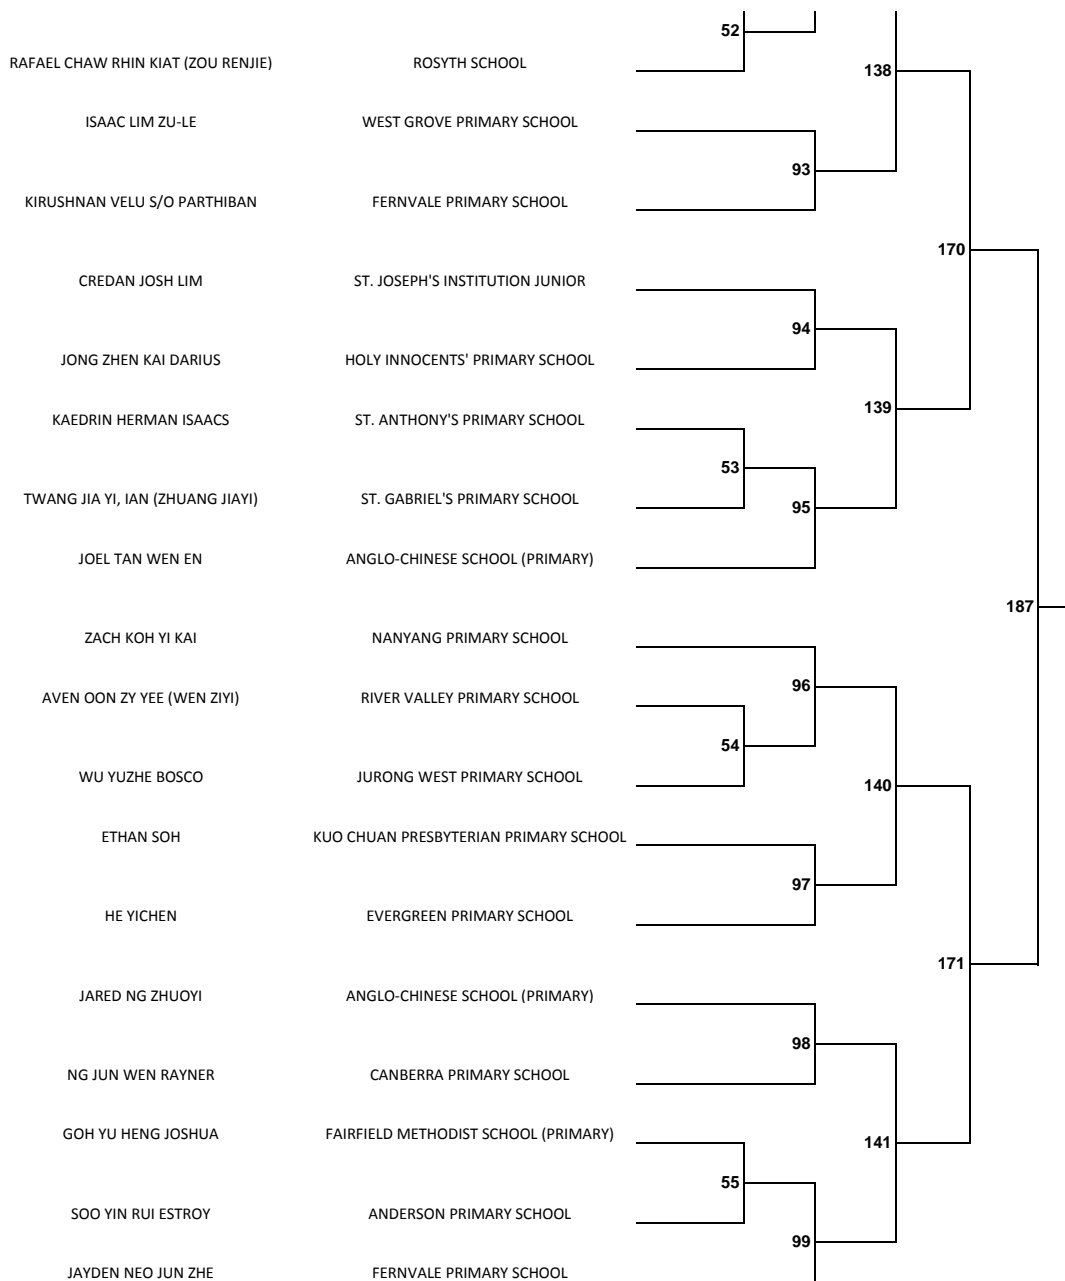 52
RAFAEL CHAW RHIN KIAT (ZOU RENJIE) ROSYTH SCHOOL
138
ISAAC LIM ZU-LE WEST GROVE PRIMARY SCHOOL
93
KIRUSHNAN VELU S/O PARTHIBAN FERNVALE PRIMARY SCHOOL
170
CREDAN JOSH LIM ST. JOSEPH'S INSTITUTION JUNIOR
94
JONG ZHEN KAI DARIUS HOLY INNOCENTS' PRIMARY SCHOOL
139
KAEDRIN HERMAN ISAACS ST. ANTHONY'S PRIMARY SCHOOL
53
TWANG JIA YI, IAN (ZHUANG JIAYI) ST. GABRIEL'S PRIMARY SCHOOL
95
JOEL TAN WEN EN ANGLO-CHINESE SCHOOL (PRIMARY)
187
ZACH KOH YI KAI NANYANG PRIMARY SCHOOL
96
AVEN OON ZY YEE (WEN ZIYI) RIVER VALLEY PRIMARY SCHOOL
54
WU YUZHE BOSCO JURONG WEST PRIMARY SCHOOL
140
ETHAN SOH KUO CHUAN PRESBYTERIAN PRIMARY SCHOOL
97
HE YICHEN EVERGREEN PRIMARY SCHOOL
171
JARED NG ZHUOYI ANGLO-CHINESE SCHOOL (PRIMARY)
98
NG JUN WEN RAYNER CANBERRA PRIMARY SCHOOL
GOH YU HENG JOSHUA FAIRFIELD METHODIST SCHOOL (PRIMARY)
141
55
SOO YIN RUI ESTROY ANDERSON PRIMARY SCHOOL
99
JAYDEN NEO JUN ZHE FERNVALE PRIMARY SCHOOL